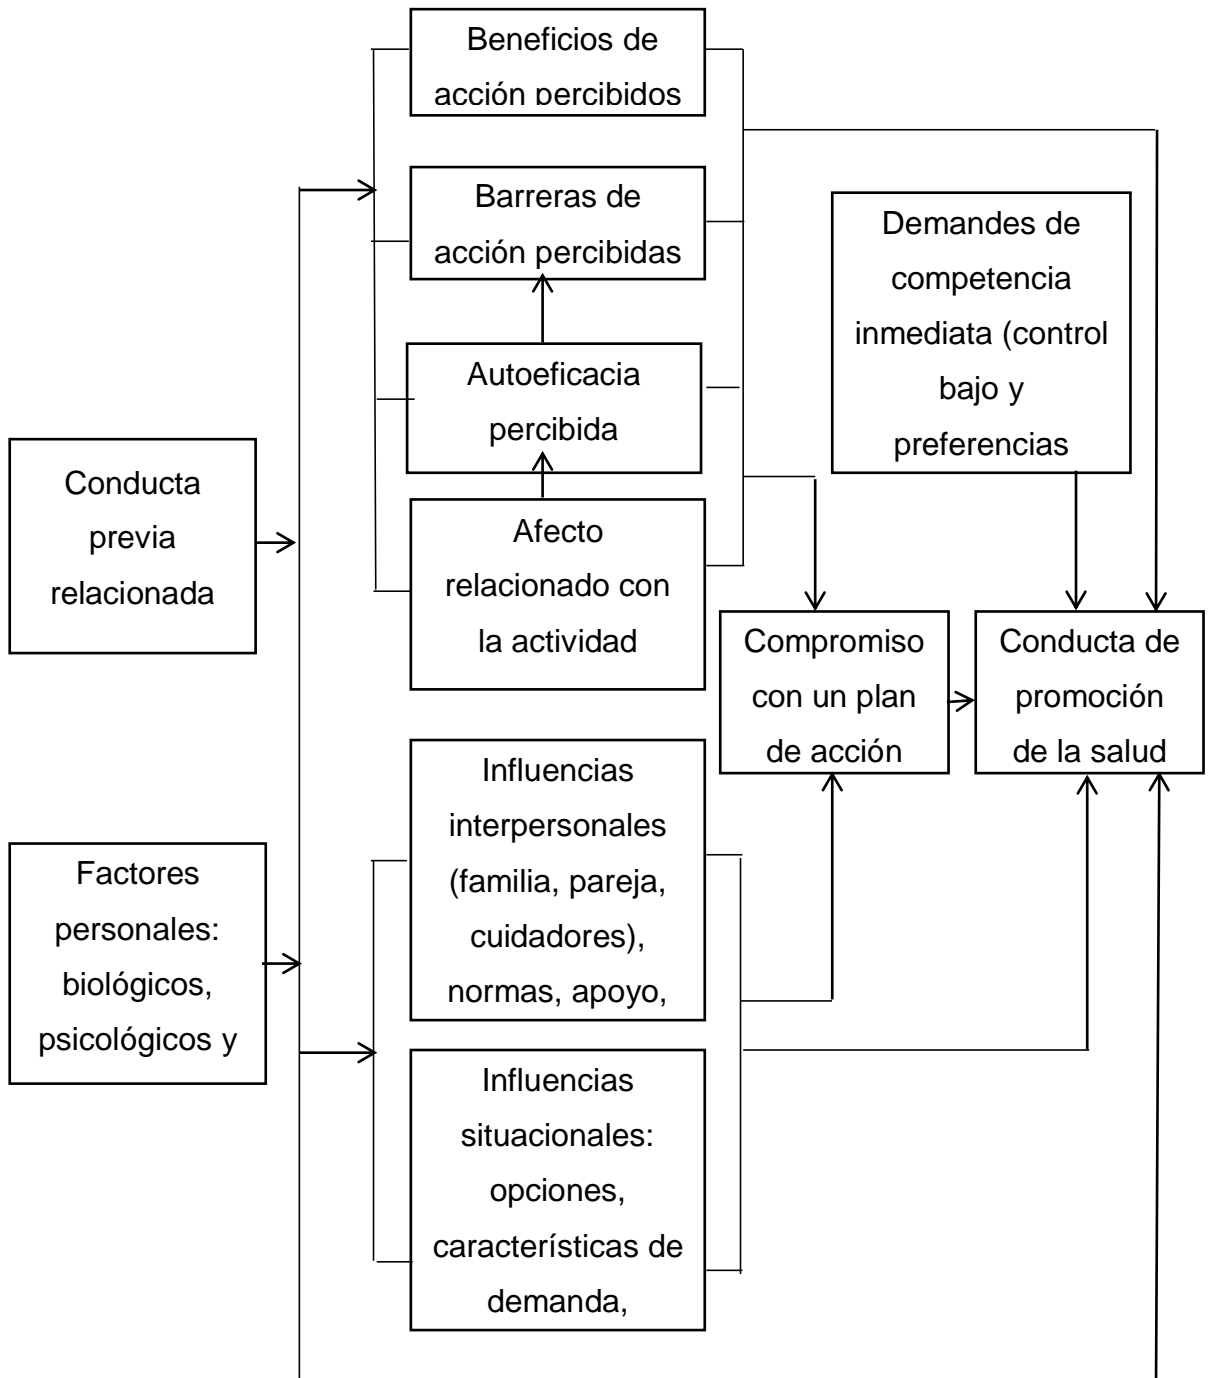 Beneficios de
acción percibidos
Barreras de
acción percibidas
Autoeficacia
percibida
Afecto
relacionado con
la actividad
Demandes de
competencia
inmediata (control
bajo y
preferencias
Conducta
previa
relacionada
Compromiso
con un plan
de acción
Conducta de
promoción
de la salud
Influencias
interpersonales
(familia, pareja,
cuidadores),
normas, apoyo,
Factores
personales:
biológicos,
psicológicos y
Influencias
situacionales:
opciones,
características de
demanda,